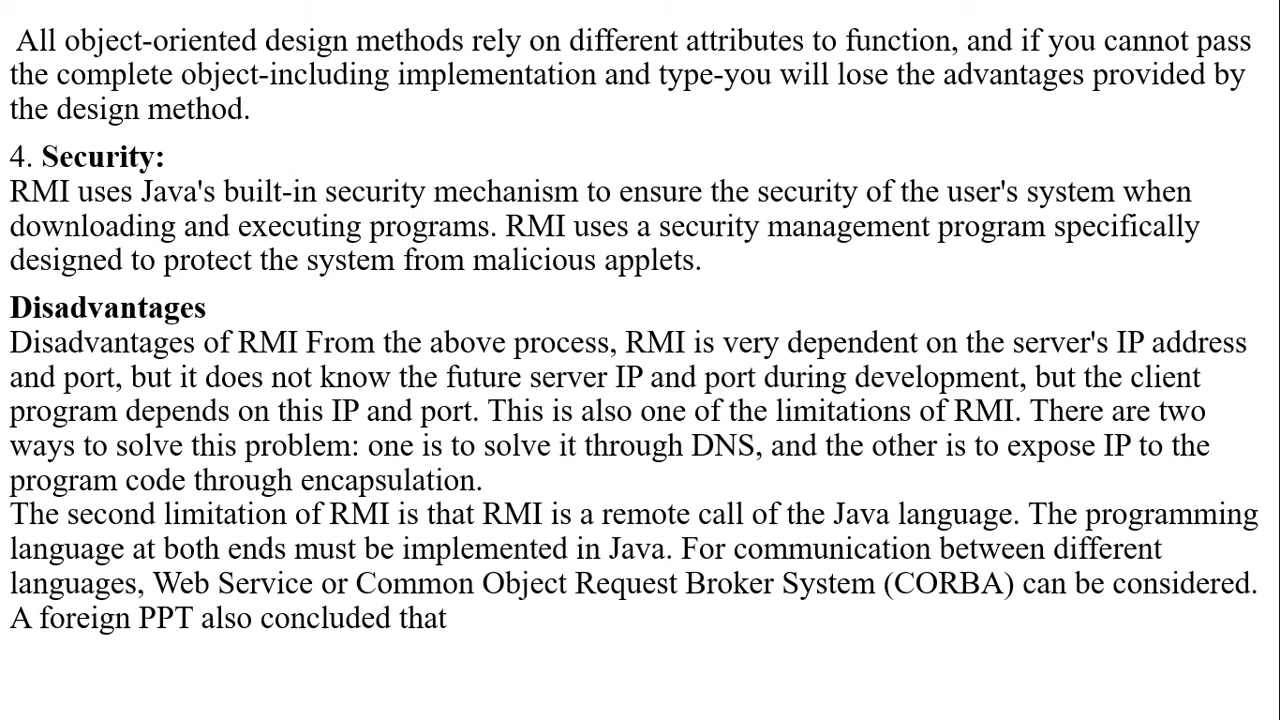 All object-oriented design methods rely on different attributes to function, and if you cannot pass
the complete object-including implementation and type-you will lose the advantages provided by
the design method.
4. Security:
RMI uses Java's built-in security mechanism to ensure the security of the user's system when
downloading and executing programs. RMI uses a security management program specifically
designed to protect the system from malicious applets.
Disadvantages
Disadvantages of RMI From the above process, RMI is very dependent on the server's IP address
and port, but it does not know the future server IP and port during development, but the client
program depends on this IP and port. This is also one of the limitations of RMI. There are two
ways to solve this problem: one is to solve it through DNS, and the other is to expose IP to the
program code through encapsulation.
The second limitation of RMI is that RMI is a remote call of the Java language. The programming
language at both ends must be implemented in Java. For communication between different
languages, Web Service or Common Object Request Broker System (CORBA) can be considered.
A foreign PPT also concluded that